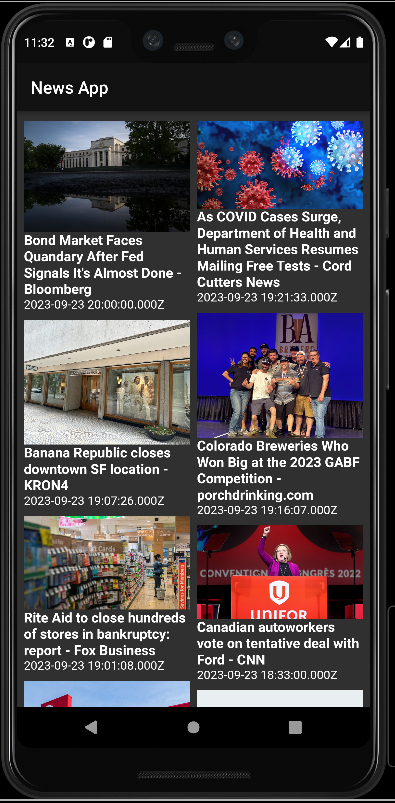 11:32
News App
Bond Market Faces
Quandary After Fed
Signals It's Almost Done -
Bloomberg
2023-09-23 20:00:00.000Z
As COVID Cases Surge,
Department of Health and
Human Services Resumes
Mailing Free Tests - Cord
Cutters News
2023-09-23 19:21:33.000Z
Banana Republic closes
downtown SF location -
KRON4
2023-09-23 19:07:26.000Z
BA
Colorado Breweries Who
Won Big at the 2023 GABF
Competition -
porchdrinking.com
2023-09-23 19:16:07.000Z
Rite Aid to close hundreds
of stores in bankruptcy:
report - Fox Business
2023-09-23 19:01:08.000Z
CONVENTION
CONGRÈS 2022
UNIFOR
Canadian autoworkers
vote on tentative deal with
Ford - CNN
2023-09-23 18:33:00.000Z